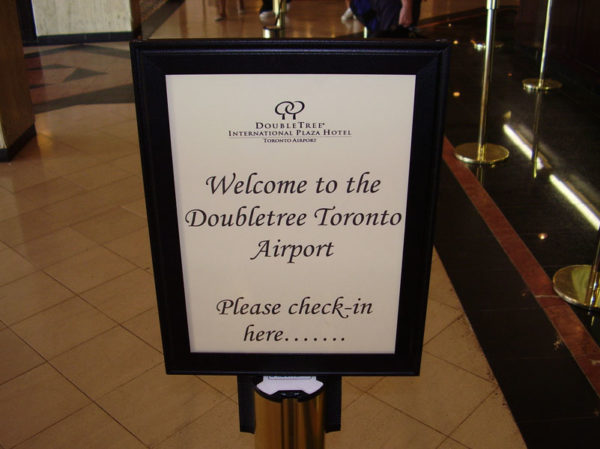 DOUBLETREE®
INTERNATIONAL PLAZA HOTEL
TORONTO AIRPORT
Welcome to the
Doubletree Toronto
Airport
Please check-in
here.......